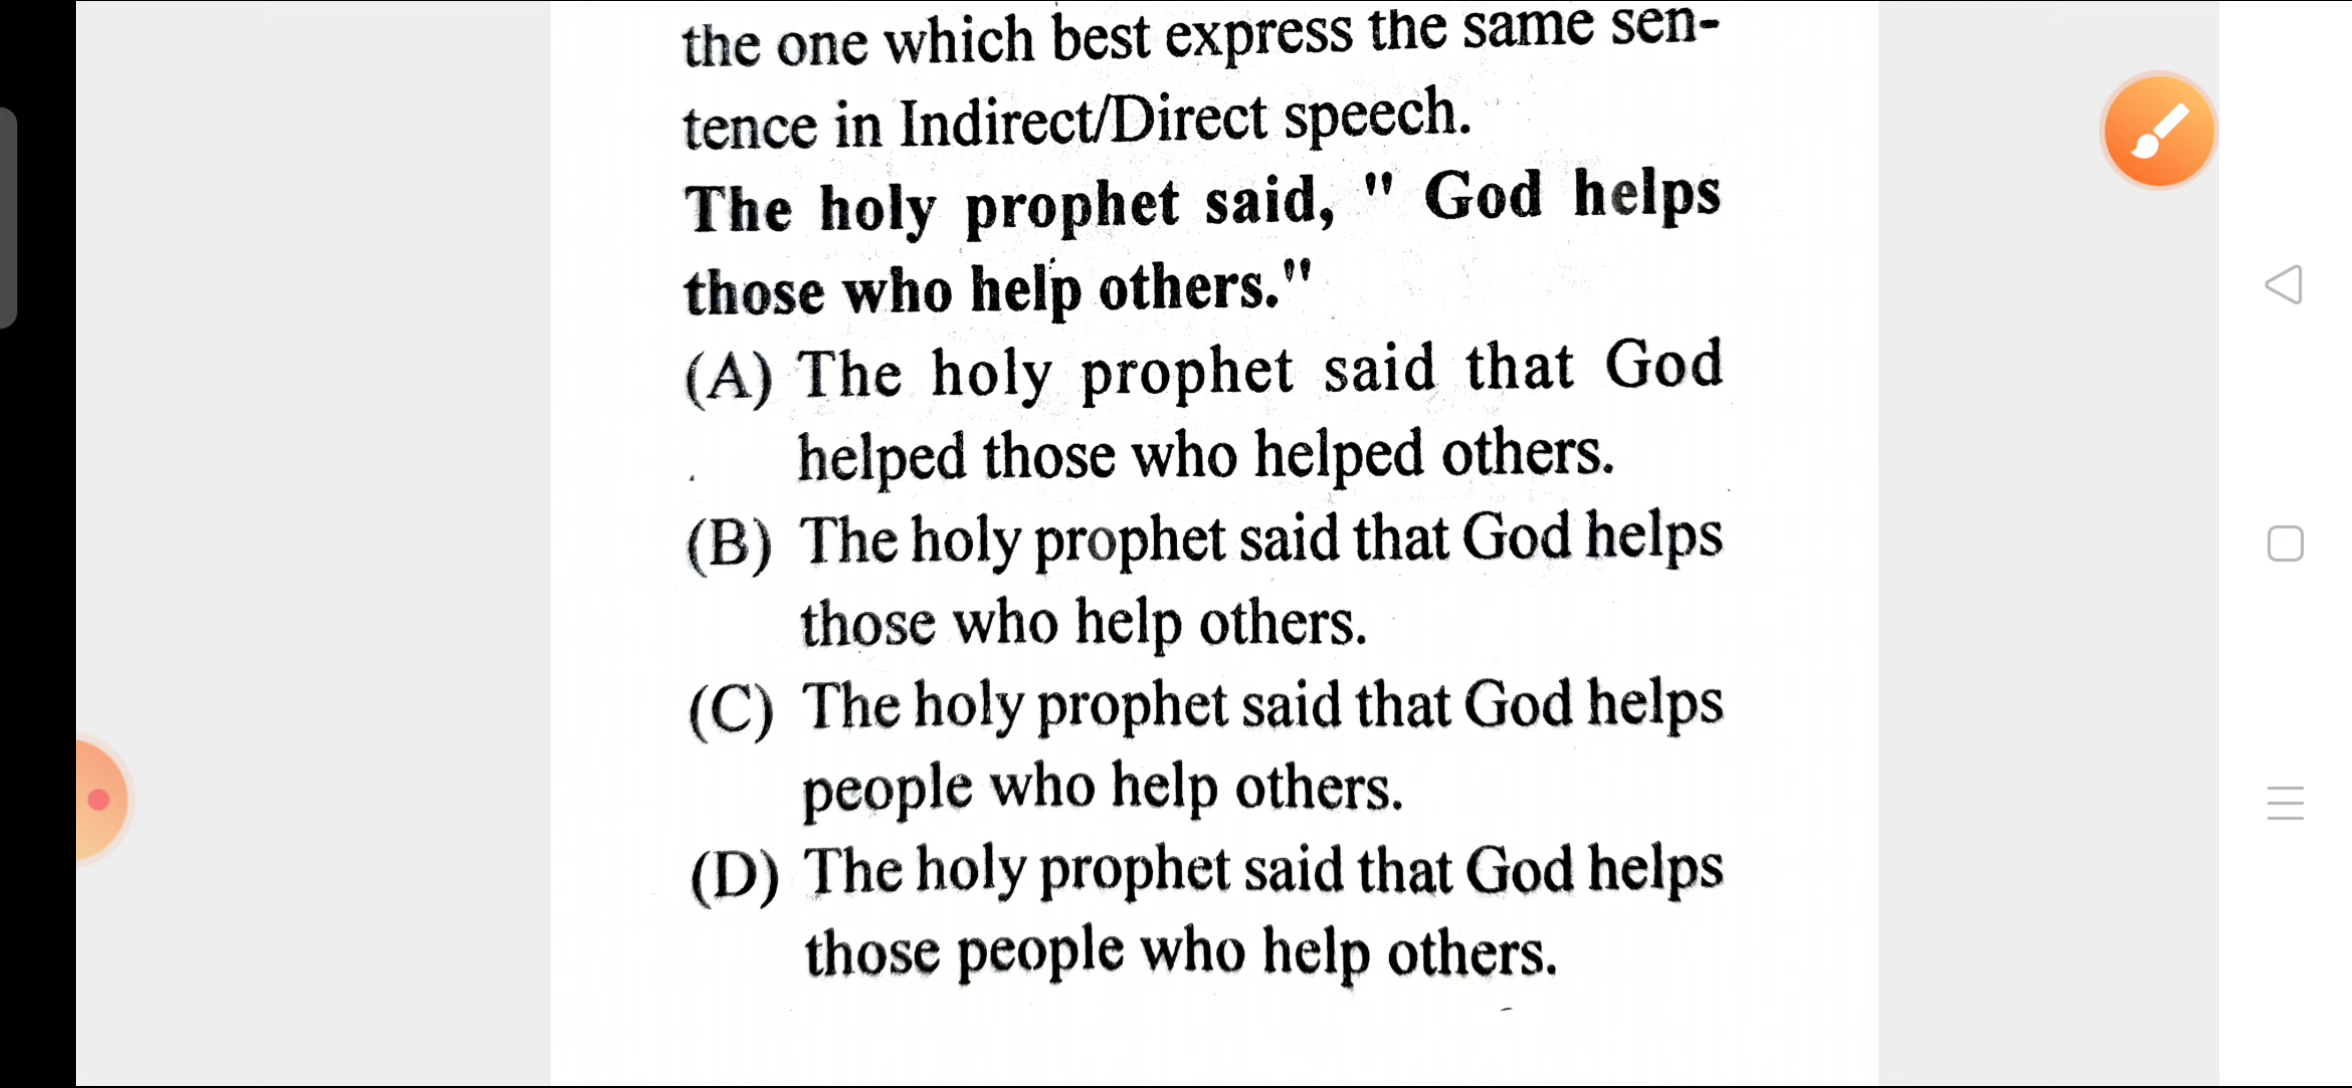 the one which best express the same sen-
tence in Indirect/Direct speech.
The holy prophet said, " God helps
those who help others."
(A) The holy prophet said that God
helped those who helped others.
(B) The holy prophet said that God helps
those who help others.
(C) The holy prophet said that God helps
people who help others.
(D) The holy prophet said that God helps
those people who help others.